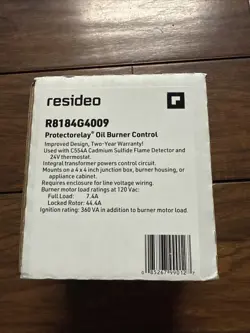 resideo
R8184G4009
Protectorelay® Oil Burner Control
Improved Design, Two-Year Warranty!
Used with C554A Cadmium Sulfide Flame Detector and
24V thermostat.
Integral transformer powers control circuit.
Mounts on a 4 x 4 inch junction box, burner housing, or
appliance cabinet.
Requires enclosure for line voltage wiring.
Burner motor load ratings at 120 Vac:
Full Load: 7.4A
Locked Rotor: 44.4A
Ignition rating: 360 VA in addition to burner motor load.